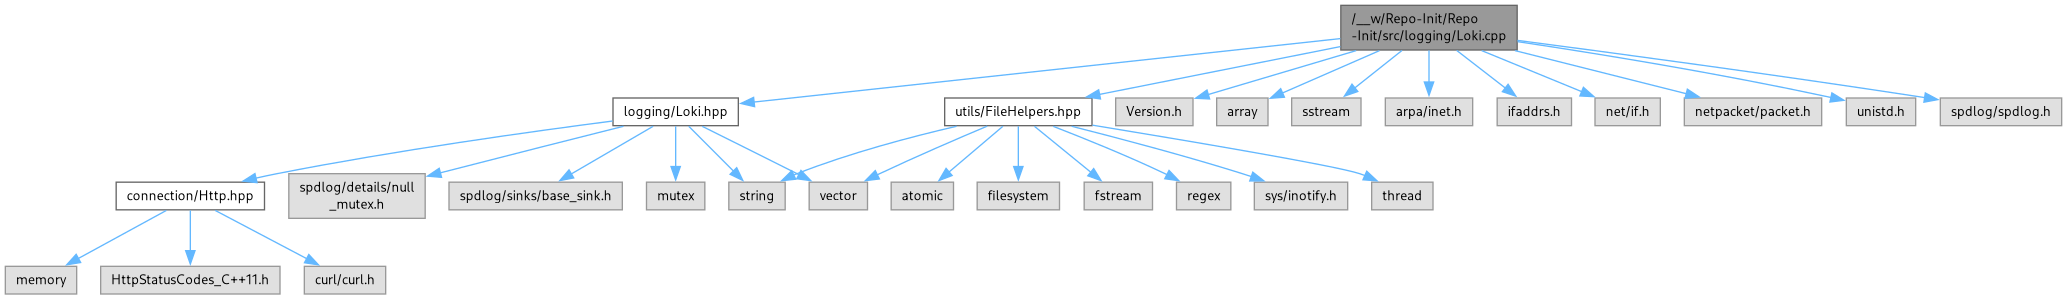 /__w/Repo-Init/Repo
-Init/src/logging/Loki.cpp
logging/Loki.hpp
utils/FileHelpers.hpp
Version.h
array
sstream
arpa/inet.h
ifaddrs.h
net/if.h
netpacket/packet.h
unistd.h
spdlog/spdlog.h
connection/Http.hpp
spdlog/details/null
_mutex.h
spdlog/sinks/base_sink.h
mutex
string
vector
atomic
filesystem
fstream
regex
sys/inotify.h
thread
memory
HttpStatusCodes_C++11.h
curl/curl.h